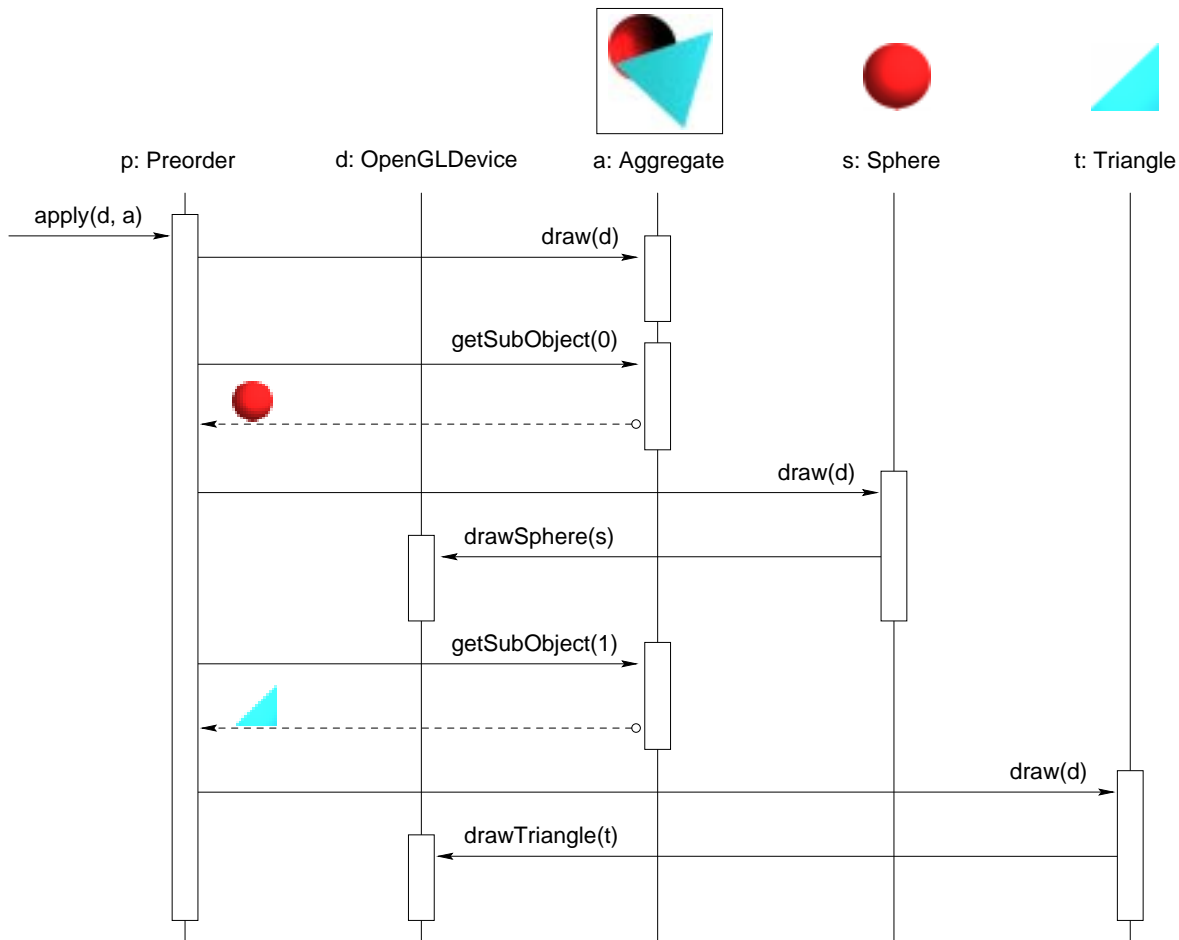 p: Preorder
d: OpenGLDevice
a: Aggregate
s: Sphere
t: Triangle
apply(d, a)
draw(d)
getSubObject(0)
draw(d)
drawSphere(s)
getSubObject(1)
draw(d)
drawTriangle(t)